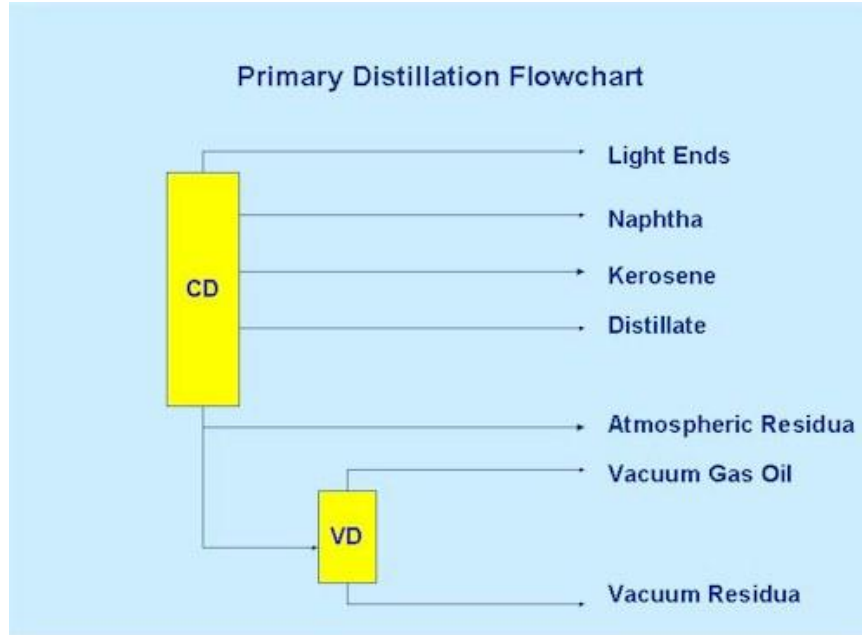 Primary Distillation Flowchart
Light Ends
Naphtha
CD
Kerosene
Distillate
Atmospheric Residua
Vacuum Gas Oil
VD
Vacuum Residua